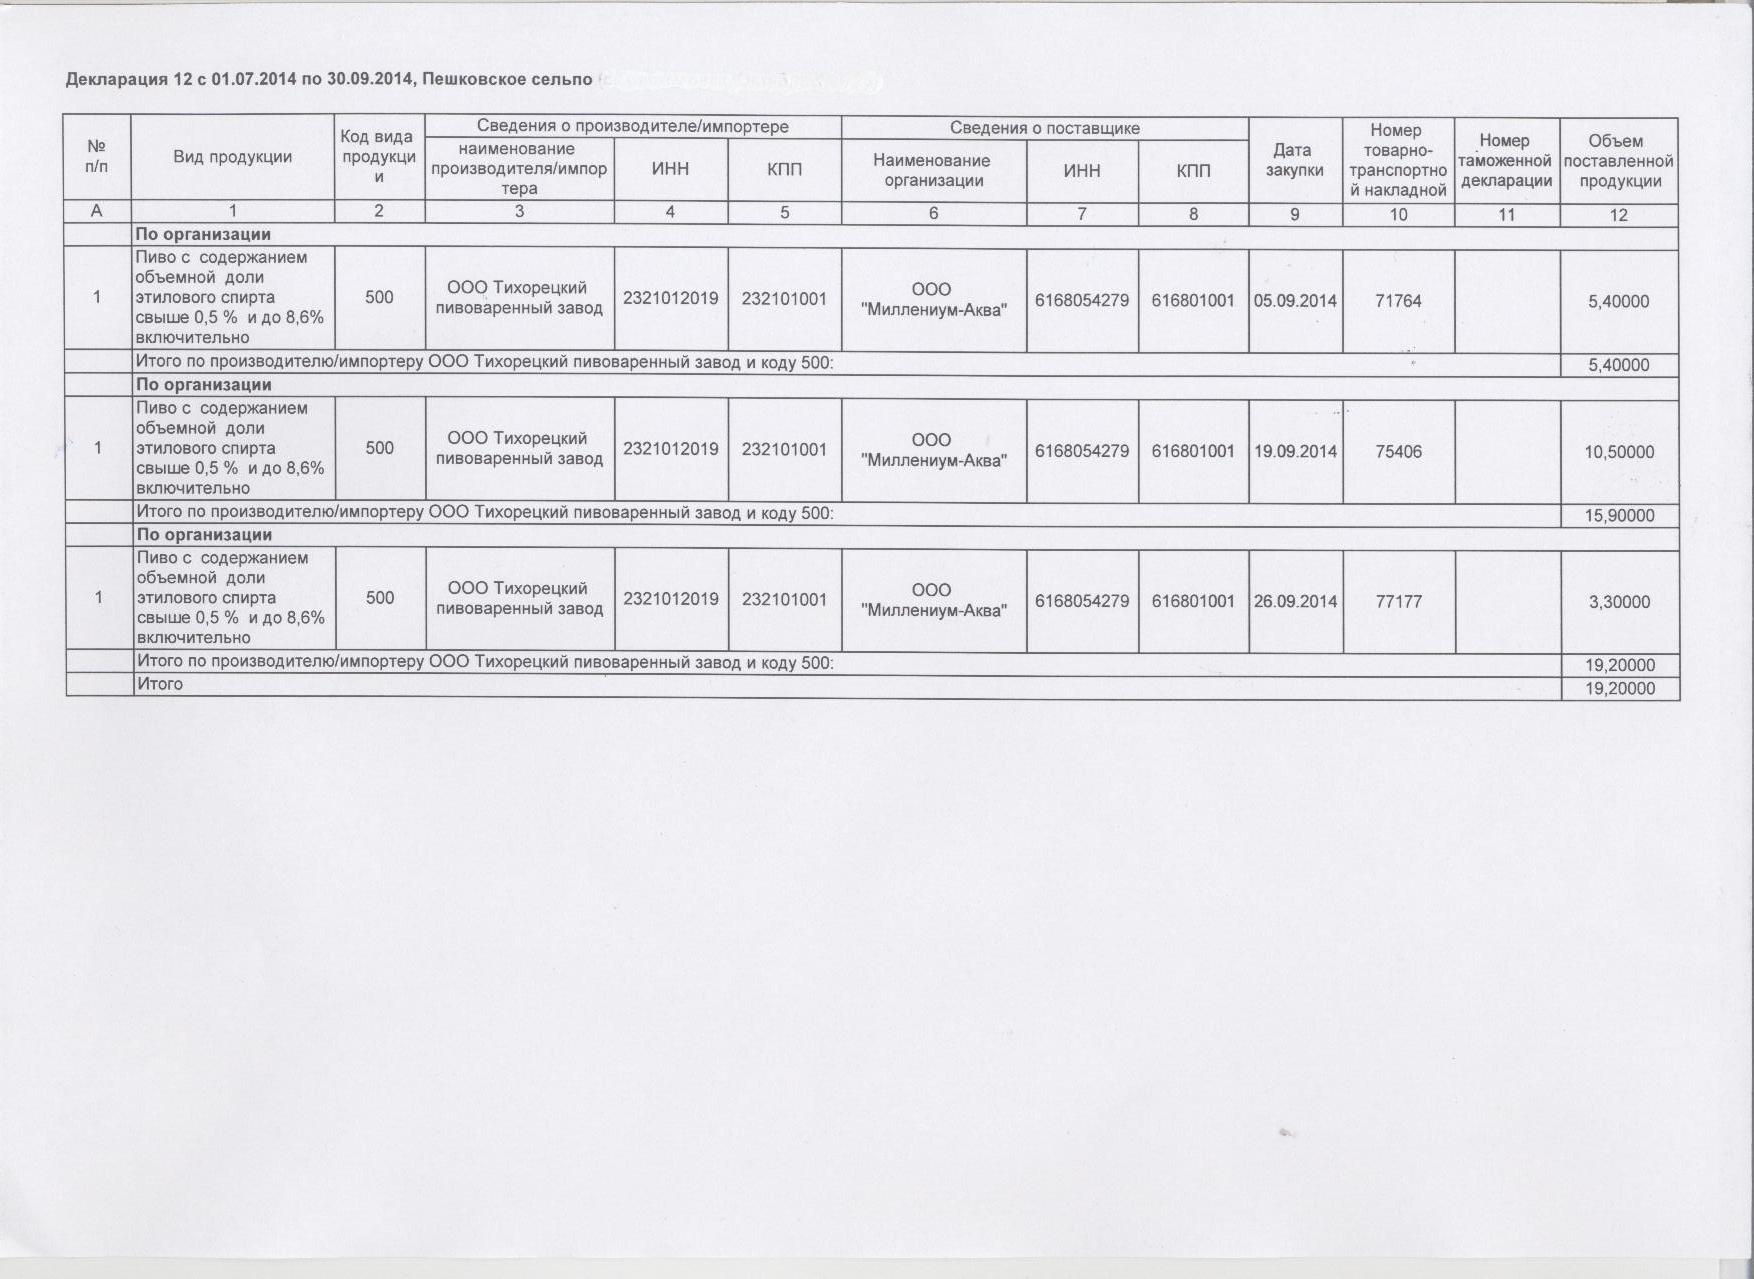 Декларация 12 с 01.07.2014 по 30.09.2014, Пешковское сельпо
№ п/п
Вид продукции
Код вида
продукци
и
Сведения о производителе/импортере
наименование
производителя/импор
тера
ИНН
КПП
Сведения о поставщике
Наименование
организации
ИНН
КПП
Дата
закупки
Номер
товарно-
транспортно
й накладной
Номер
таможенной
декларации
Объем
поставленной
продукции
А 1 2 3 4 5 6 7 8 9 10 11 12
По организации
1
Пиво с содержанием
объемной доли
этилового спирта
свыше 0,5 % и до 8,6%
включительно
500
ООО Тихорецкий
пивоваренный завод
2321012019
232101001
ООО
"Миллениум-Аква"
6168054279
616801001
05.09.2014
71764
5,40000
Итого по производителю/импортеру ООО Тихорецкий пивоваренный завод и коду 500: 5,40000
По организации
1
Пиво с содержанием
объемной доли
этилового спирта
свыше 0,5 % и до 8,6%
включительно
500
ООО Тихорецкий
пивоваренный завод
2321012019
232101001
ООО
"Миллениум-Аква"
6168054279
616801001
19.09.2014
75406
10,50000
Итого по производителю/импортеру ООО Тихорецкий пивоваренный завод и коду 500: 15,90000
По организации
1
Пиво с содержанием
объемной доли
этилового спирта
свыше 0,5 % и до 8,6%
включительно
500
ООО Тихорецкий
пивоваренный завод
2321012019
232101001
ООО
"Миллениум-Аква"
6168054279
616801001
26.09.2014
77177
3,30000
Итого по производителю/импортеру ООО Тихорецкий пивоваренный завод и коду 500: 19,20000
Итого 19,20000